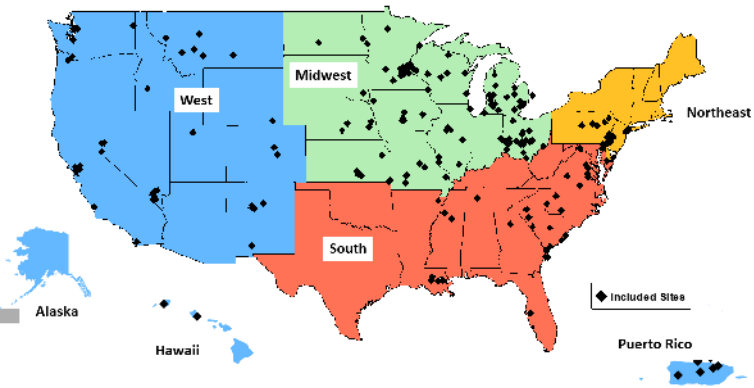 Midwest
West
Northeast
South
Included Sites
Alaska
Puerto Rico
Hawaii